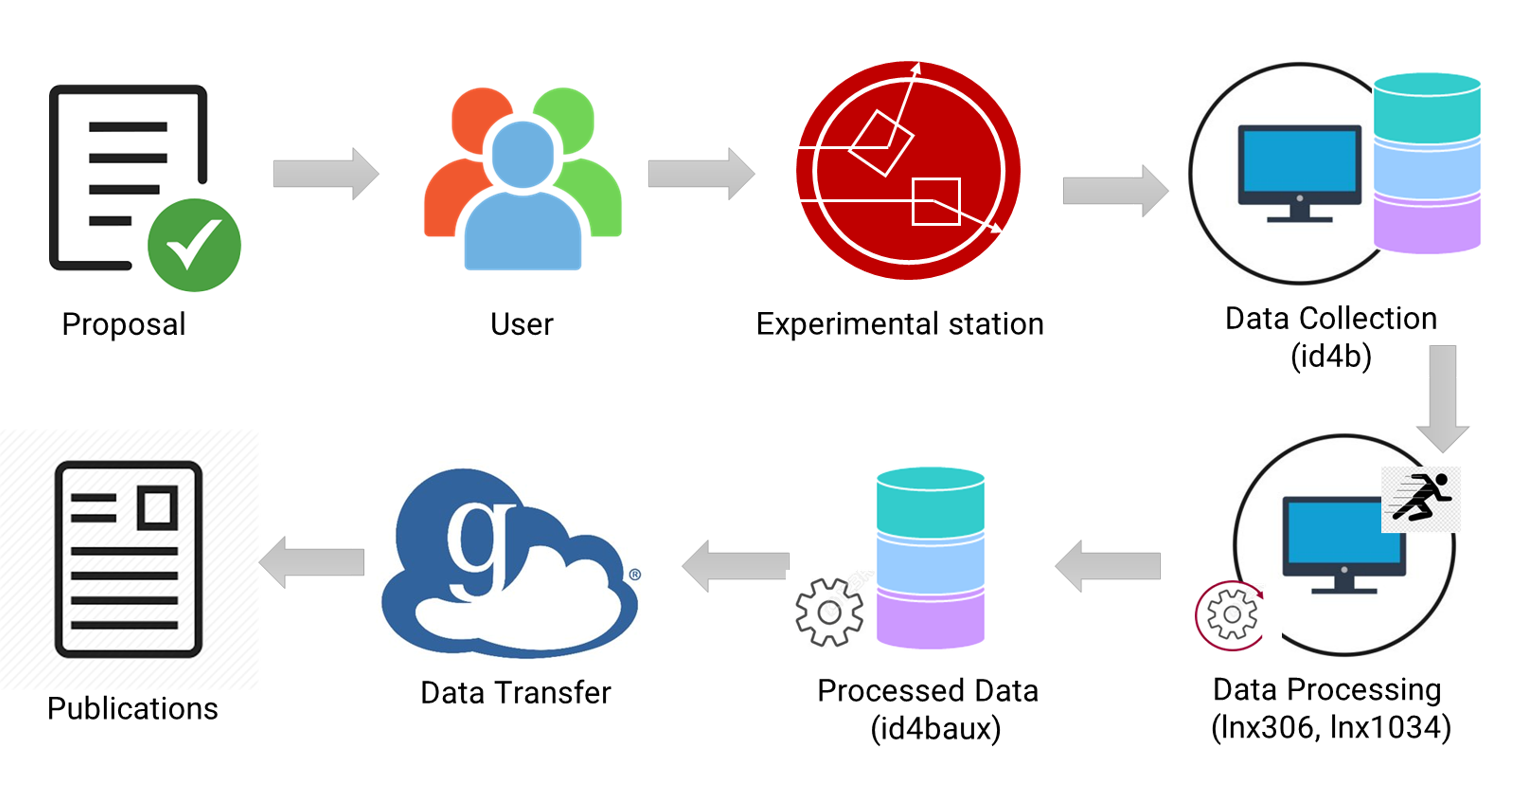 Proposal
User
Experimental station
Data Collection
(id4b)
g
®
Publications
Data Transfer
Processed Data
(id4baux)
Data Processing
(lnx306, lnx1034)